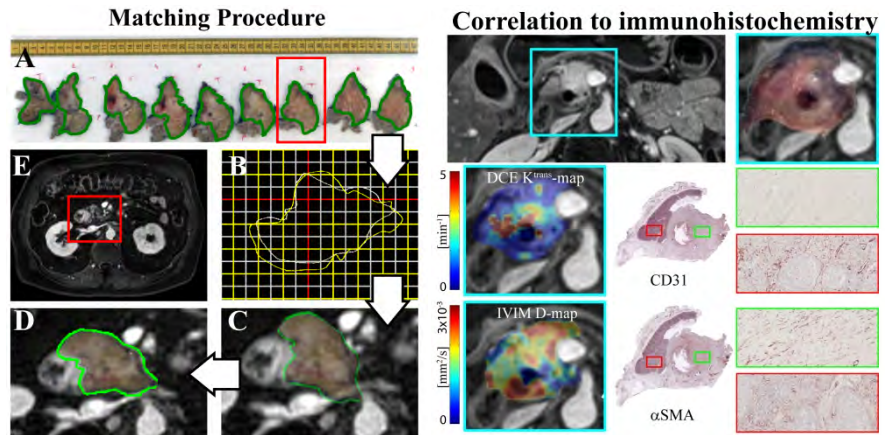 Matching Procedure
Correlation to immunohistochemistry
A
E
B
D
C
DCE Kᵗʳᵃⁿˢ-map
5
[min⁻¹]
0
CD31
IVIM D-map
3x10⁻³
[mm²/s]
0
αSMA